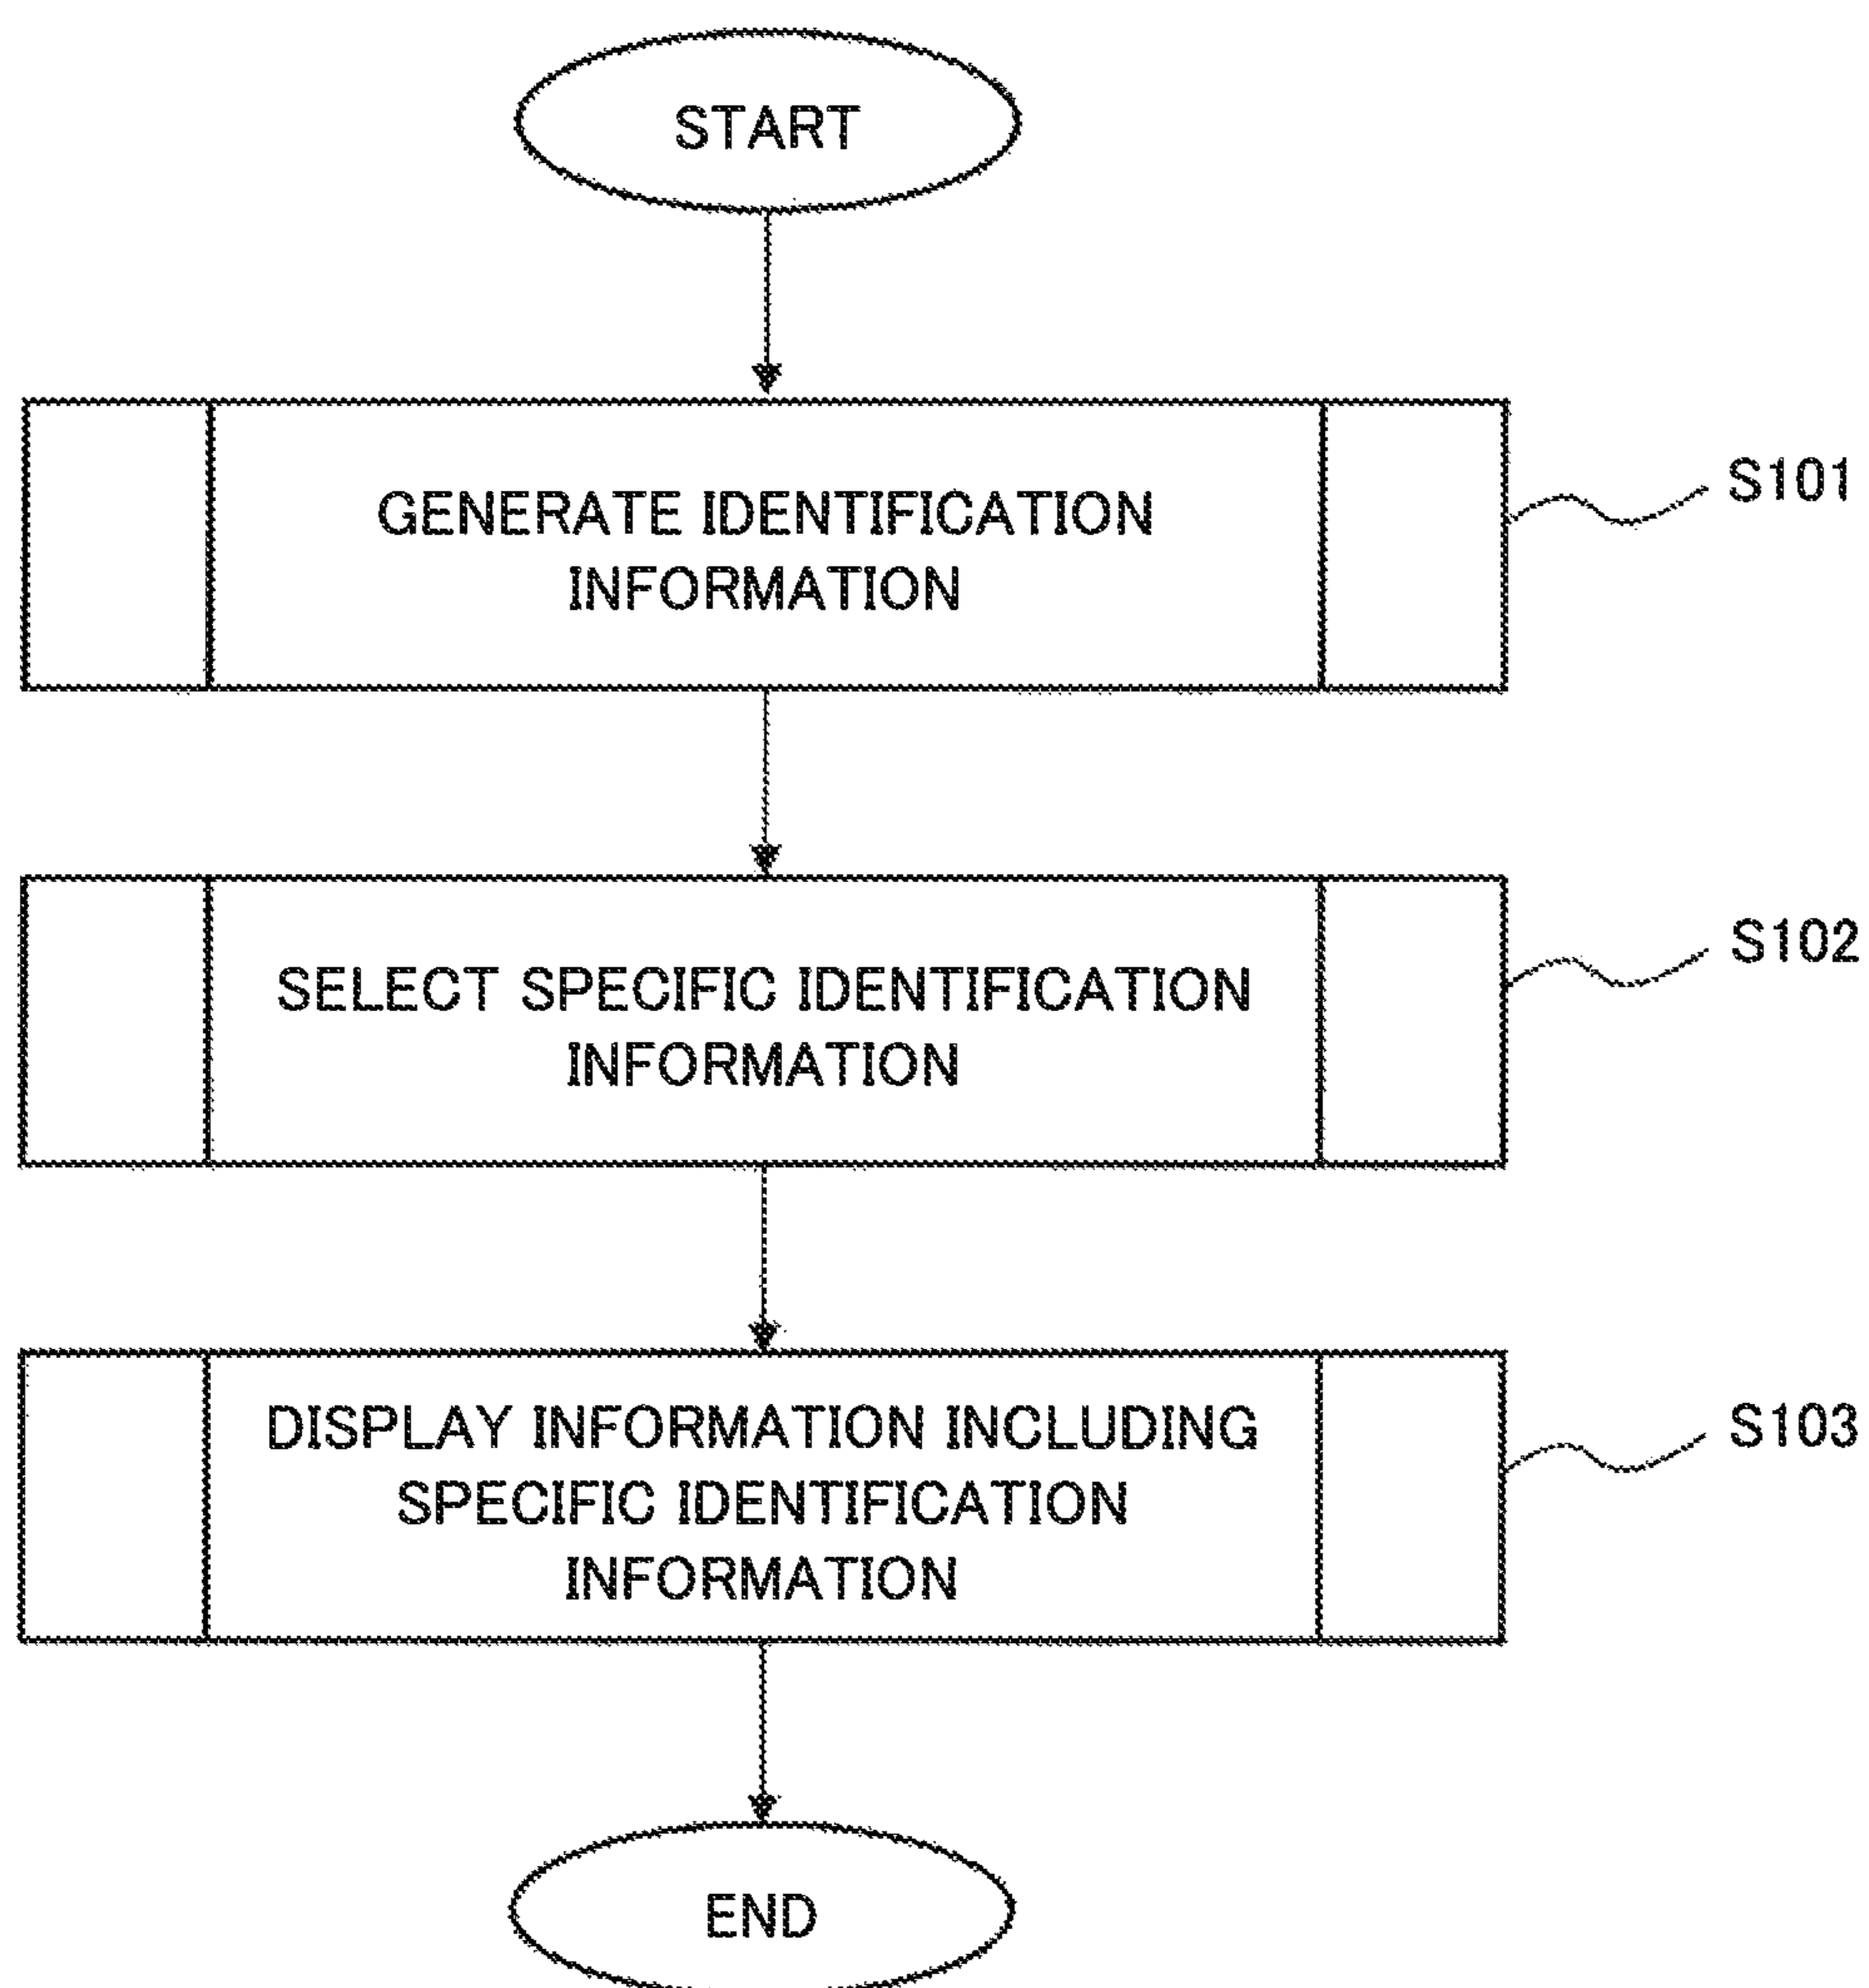 START
GENERATE IDENTIFICATION
INFORMATION
S101
SELECT SPECIFIC IDENTIFICATION
INFORMATION
S102
DISPLAY INFORMATION INCLUDING
SPECIFIC IDENTIFICATION
INFORMATION
S103
END